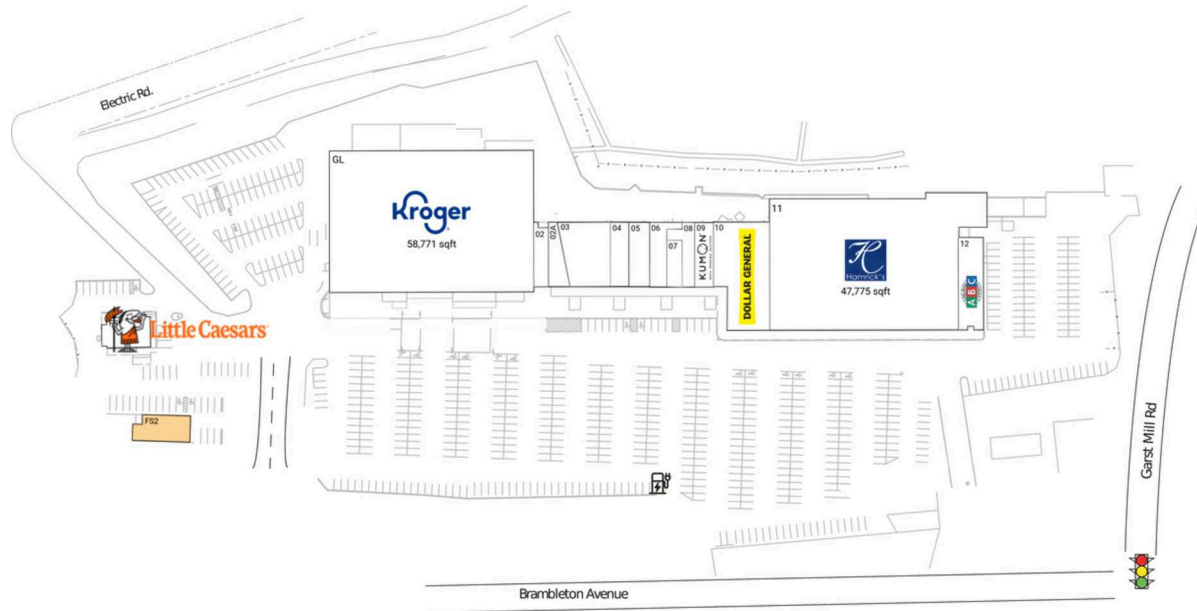 Electric Rd.
GL
Kroger
58,771 sqft
02
02A
03
04
05
06
07
08
09
KUMON
10
DOLLAR GENERAL
11
H
Hamrick's
47,775 sqft
12
ABC
Little Caesars
FS2
Garst Mill Rd
Brambleton Avenue